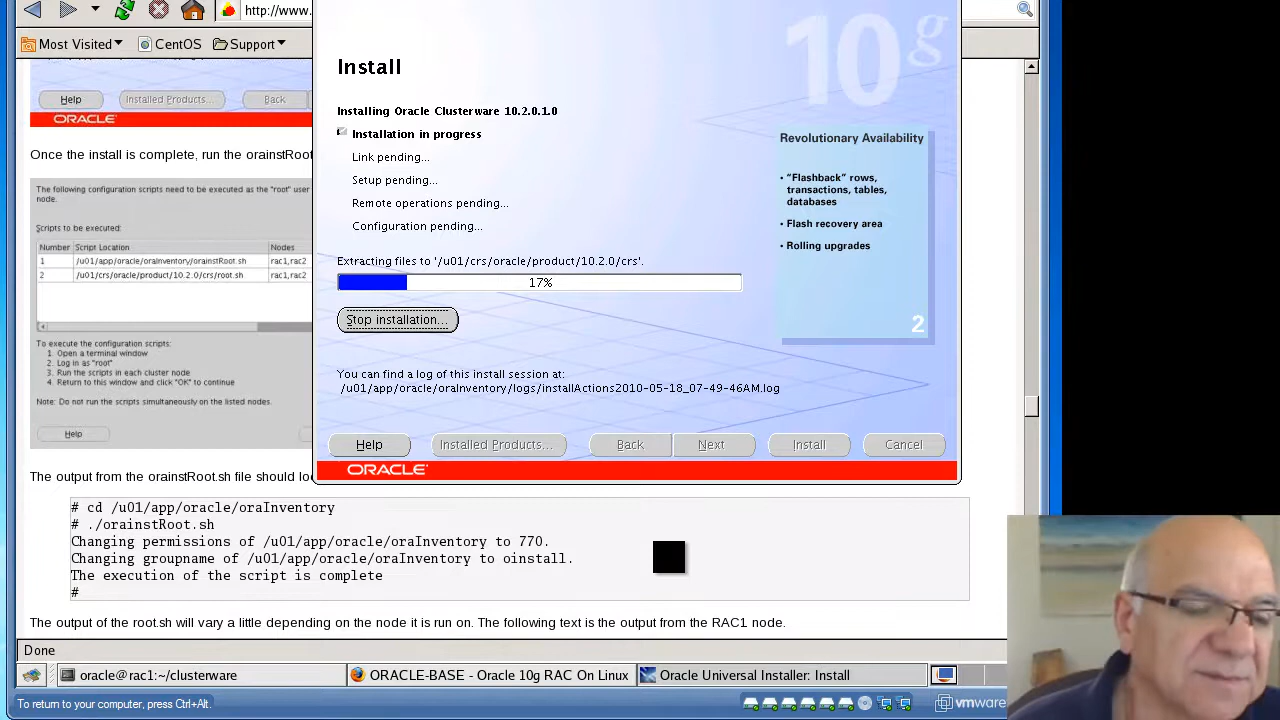 http://www.
Most Visited
CentOS
Support
Help
Installed Products...
Back
ORACLE
Once the install is complete, run the orainstRoot
The following configuration scripts need to be executed as the "root" user
node.
Scripts to be executed:
Number Script Location Nodes
1 /u01/app/oracle/oraInventory/orainstRoot.sh rac1,rac2
2 /u01/crs/oracle/product/10.2.0/crs/root.sh rac1,rac2
To execute the configuration scripts:
1. Open a terminal window
2. Log in as "root"
3. Run the scripts in each cluster node
4. Return to this window and click "OK" to continue
Note: Do not run the scripts simultaneously on the listed nodes.
Help
10g
Install
Installing Oracle Clusterware 10.2.0.1.0
Installation in progress
Link pending...
Setup pending...
Remote operations pending...
Configuration pending...
Extracting files to '/u01/crs/oracle/product/10.2.0/crs'.
17%
Stop installation...
Revolutionary Availability
• “Flashback” rows,
transactions, tables,
databases
• Flash recovery area
• Rolling upgrades
2
You can find a log of this install session at:
/u01/app/oracle/oraInventory/logs/installActions2010-05-18_07-49-46AM.log
Help
Installed Products...
Back
Next
Install
Cancel
ORACLE
The output from the orainstRoot.sh file should lo
# cd /u01/app/oracle/oraInventory
# ./orainstRoot.sh
Changing permissions of /u01/app/oracle/oraInventory to 770.
Changing groupname of /u01/app/oracle/oraInventory to oinstall.
The execution of the script is complete
#
The output of the root.sh will vary a little depending on the node it is run on. The following text is the output from the RAC1 node.
Done
oracle@rac1:~/clusterware
ORACLE-BASE - Oracle 10g RAC On Linux
Oracle Universal Installer: Install
To return to your computer, press Ctrl+Alt.
vmware